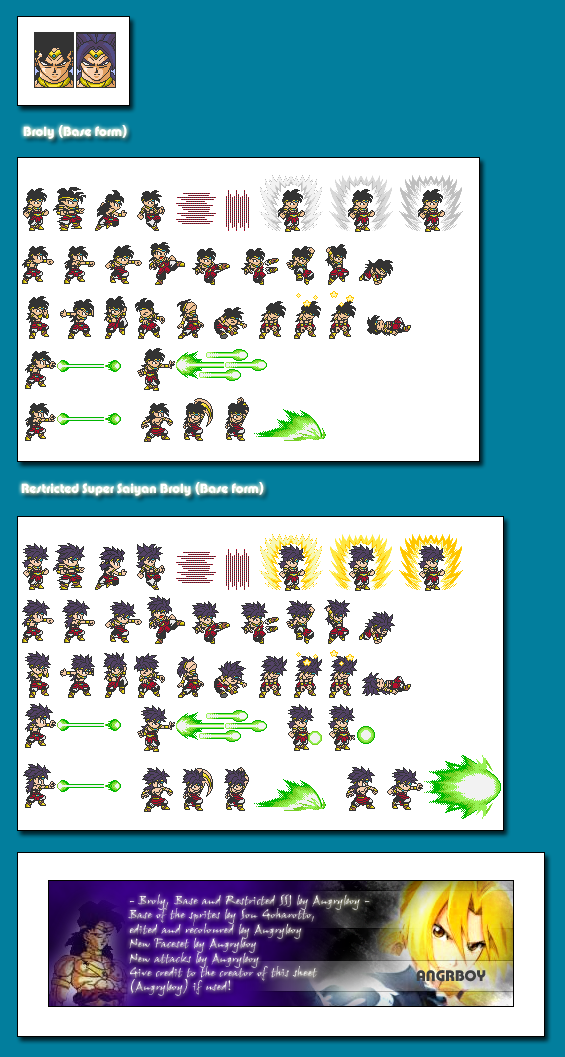 Broly (Base form)
Restricted Super Saiyan Broly (Base form)
- Broly, Base and Restricted SSJ by Angryboy -
Base of the sprites by Son Goharotto,
edited and recoloured by Angryboy
New Faceset by Angryboy
New attacks by Angryboy
Give credit to the creator of this sheet
(Angryboy) if used!
ANGRBOY